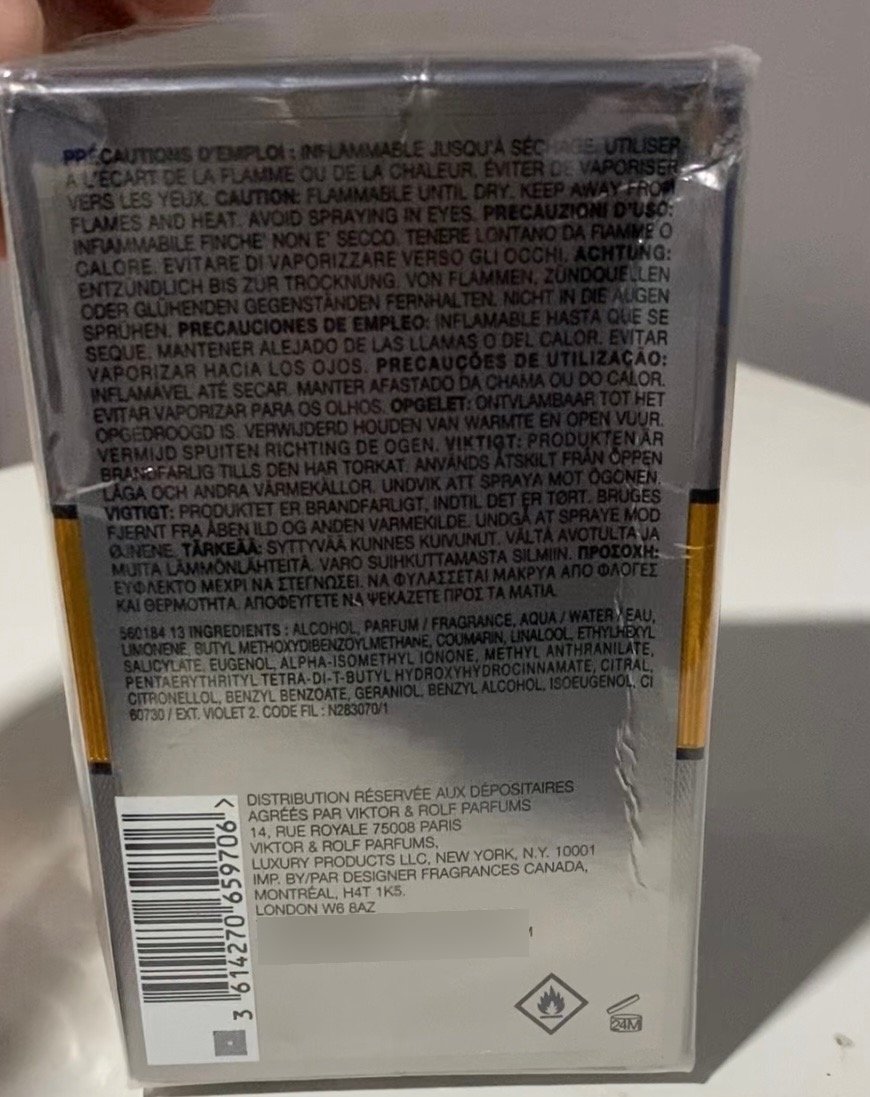 PRÉCAUTIONS D'EMPLOI : INFLAMMABLE JUSQU'À SÉCHAGE. UTILISER
À L'ÉCART DE LA FLAMME OU DE LA CHALEUR. ÉVITER DE VAPORISER
VERS LES YEUX. CAUTION: FLAMMABLE UNTIL DRY. KEEP AWAY FROM
FLAMES AND HEAT. AVOID SPRAYING IN EYES. PRECAUZIONI D'USO:
INFIAMMABILE FINCHE' NON E' SECCO. TENERE LONTANO DA FIAMME O
CALORE. EVITARE DI VAPORIZZARE VERSO GLI OCCHI. ACHTUNG:
ENTZÜNDLICH BIS ZUR TROCKNUNG. VON FLAMMEN, ZÜNDQUELLEN
ODER GLÜHENDEN GEGENSTÄNDEN FERNHALTEN. NICHT IN DIE AUGEN
SPRÜHEN. PRECAUCIONES DE EMPLEO: INFLAMABLE HASTA QUE SE
SEQUE. MANTENER ALEJADO DE LAS LLAMAS O DEL CALOR. EVITAR
VAPORIZAR HACIA LOS OJOS. PRECAUÇÕES DE UTILIZAÇÃO:
INFLAMÁVEL ATÉ SECAR. MANTER AFASTADO DA CHAMA OU DO CALOR.
EVITAR VAPORIZAR PARA OS OLHOS. OPGELET: ONTVLAMBAAR TOT HET
OPGEDROOGD IS. VERWIJDERD HOUDEN VAN WARMTE EN OPEN VUUR.
VERMIJD SPUITEN RICHTING DE OGEN. VIKTIGT: PRODUKTEN ÄR
BRANDFARLIG TILLS DEN HAR TORKAT. ANVÄNDS ÅTSKILT FRÅN ÖPPEN
LÅGA OCH ANDRA VÄRMEKÄLLOR. UNDVIK ATT SPRAYA MOT ÖGONEN.
VIGTIGT: PRODUKTET ER BRANDFARLIGT, INDTIL DET ER TØRT. BRUGES
FJERNT FRA ÅBEN ILD OG ANDEN VARMEKILDE. UNDGÅ AT SPRAYE MOD
ØJNENE. TÄRKEÄÄ: SYTTYVÄÄ KUNNES KUIVUNUT. VÄLTÄ AVOTULTA JA
MUITA LÄMMÖNLÄHTEITÄ. VARO SUIHKUTTAMASTA SILMIIN. ΠΡΟΣΟΧΗ:
ΕΥΦΛΕΚΤΟ ΜΕΧΡΙ ΝΑ ΣΤΕΓΝΩΣΕΙ. ΝΑ ΦΥΛΑΣΣΕΤΑΙ ΜΑΚΡΥΑ ΑΠΟ ΦΛΟΓΕΣ
ΚΑΙ ΘΕΡΜΟΤΗΤΑ. ΑΠΟΦΕΥΓΕΤΕ ΝΑ ΨΕΚΑΖΕΤΕ ΠΡΟΣ ΤΑ ΜΑΤΙΑ.
560184 13 INGREDIENTS : ALCOHOL, PARFUM / FRAGRANCE, AQUA / WATER / EAU,
LIMONENE, BUTYL METHOXYDIBENZOYLMETHANE, COUMARIN, LINALOOL, ETHYLHEXYL
SALICYLATE, EUGENOL, ALPHA-ISOMETHYL IONONE, METHYL ANTHRANILATE,
PENTAERYTHRITYL TETRA-DI-T-BUTYL HYDROXYHYDROCINNAMATE, CITRAL,
CITRONELLOL, BENZYL BENZOATE, GERANIOL, BENZYL ALCOHOL, ISOEUGENOL, CI
60730 / EXT. VIOLET 2. CODE FIL : N283070/1
DISTRIBUTION RÉSERVÉE AUX DÉPOSITAIRES
AGRÉÉS PAR VIKTOR & ROLF PARFUMS
14, RUE ROYALE 75008 PARIS
VIKTOR & ROLF PARFUMS,
LUXURY PRODUCTS LLC, NEW YORK, N.Y. 10001
IMP. BY/PAR DESIGNER FRAGRANCES CANADA,
MONTRÉAL, H4T 1K5.
LONDON W6 8AZ
3 614270 659706 >
24M